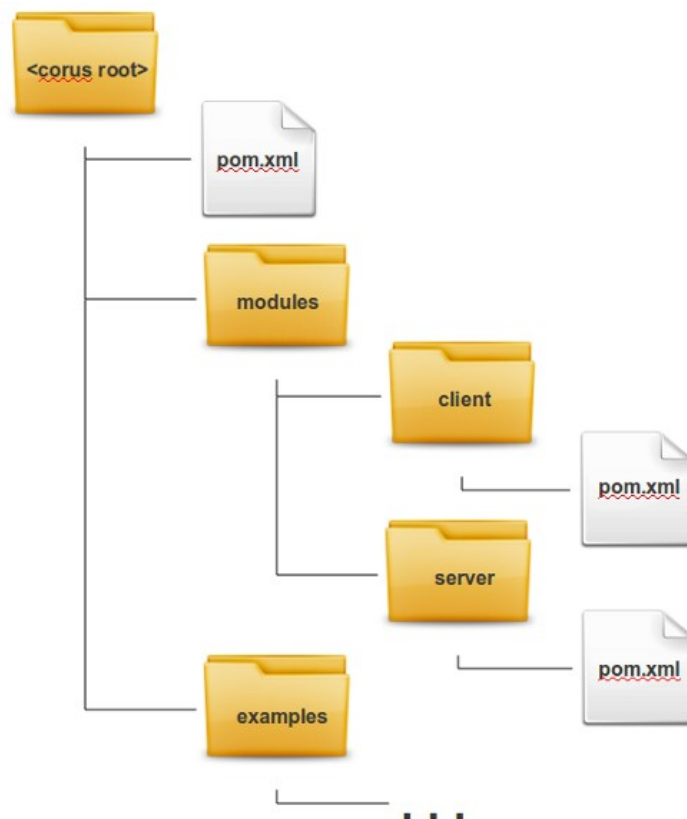 <corus root>
pom.xml
modules
client
pom.xml
server
pom.xml
examples
...